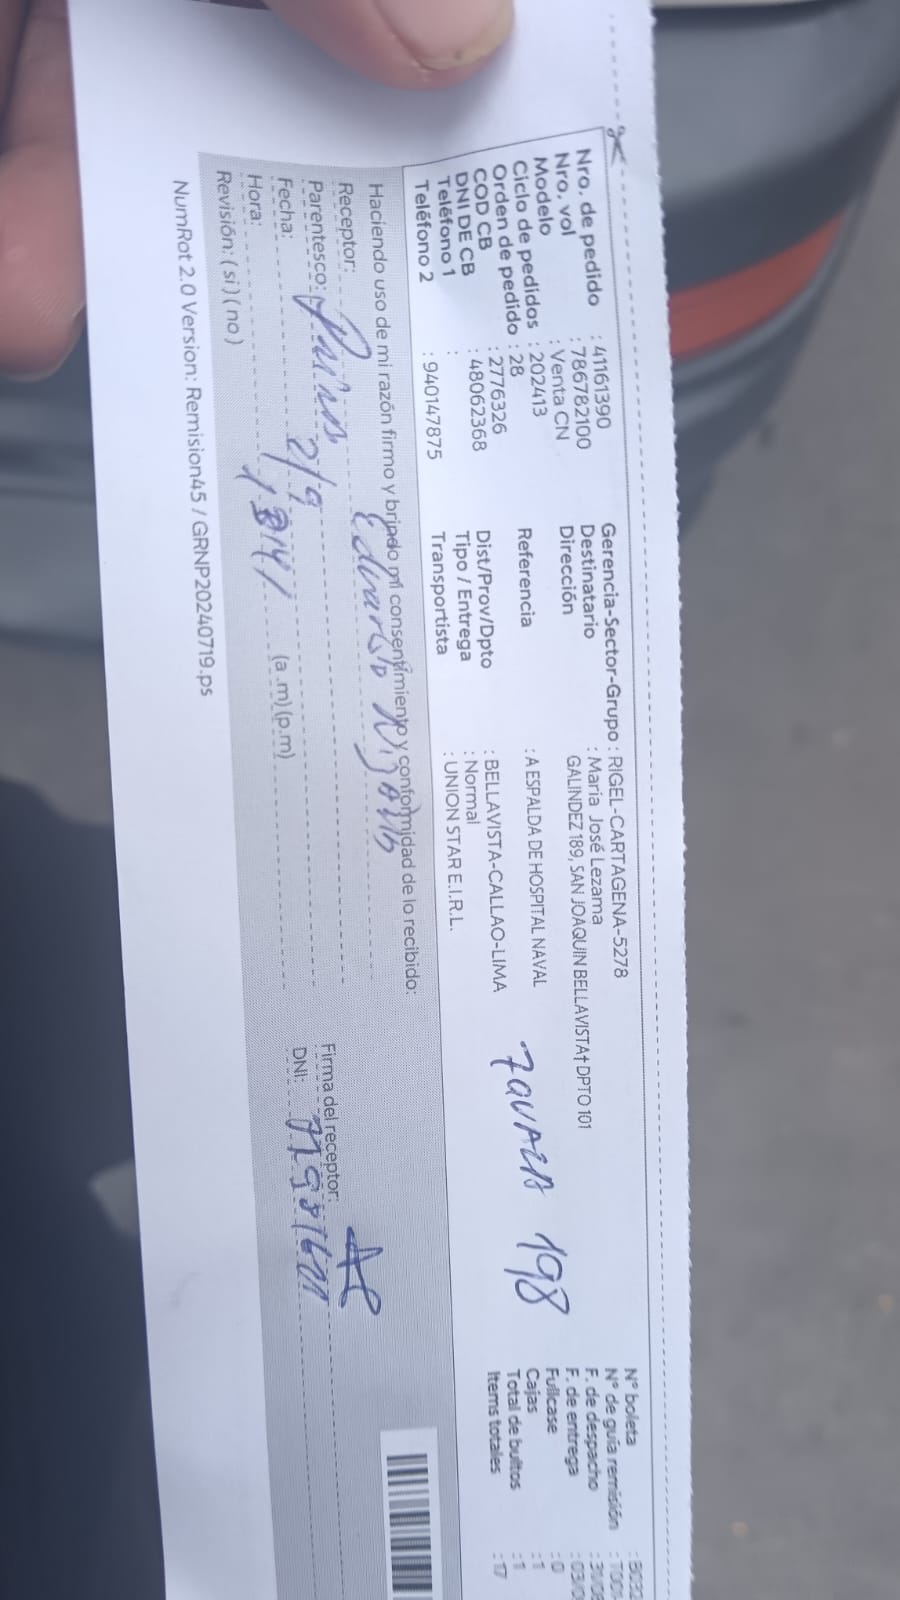 Nro. de pedido : 41161390
Nro. vol : 786782100
Modelo : Venta CN
Ciclo de pedidos : 202413
Orden de pedido : 28
COD CB : 2776326
DNI DE CB : 48062368
Teléfono 1 :
Teléfono 2 : 940147875
Gerencia-Sector-Grupo : RIGEL-CARTAGENA-5278
Destinatario : Maria José Lezama
Dirección GALINDEZ 189, SAN JOAQUIN BELLAVISTA† DPTO 101
Referencia : A ESPALDA DE HOSPITAL NAVAL
Dist/Prov/Dpto : BELLAVISTA-CALLAO-LIMA
Tipo / Entrega : Normal
Transportista : UNION STAR E.I.R.L.
198
N° boleta
N° de guía remisión
F. de despacho
F. de entrega
Fullcase : 0
Cajas : 1
Total de bultos : 1
Items totales : 17
Haciendo uso de mi razón firmo y brindo mi consentimiento y conformidad de lo recibido:
Receptor:
Parentesco:
Fecha: 2/9
Hora: (a.m)(p.m)
Revisión: ( si ) ( no )
Firma del receptor:
DNI:
NumRot 2.0 Version: Remision45 / GRNP20240719.ps